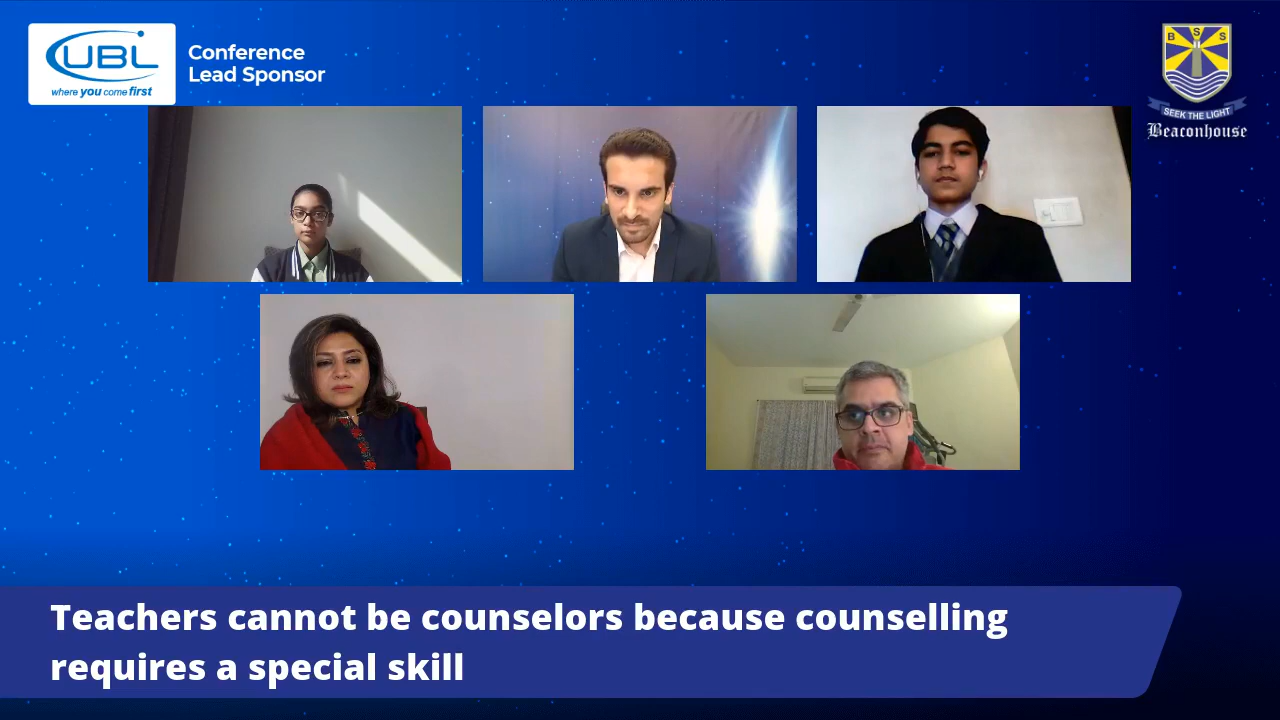 UBL
where you come first
Conference
Lead Sponsor
B S S
SEEK THE LIGHT
Beaconhouse
Teachers cannot be counselors because counselling
requires a special skill